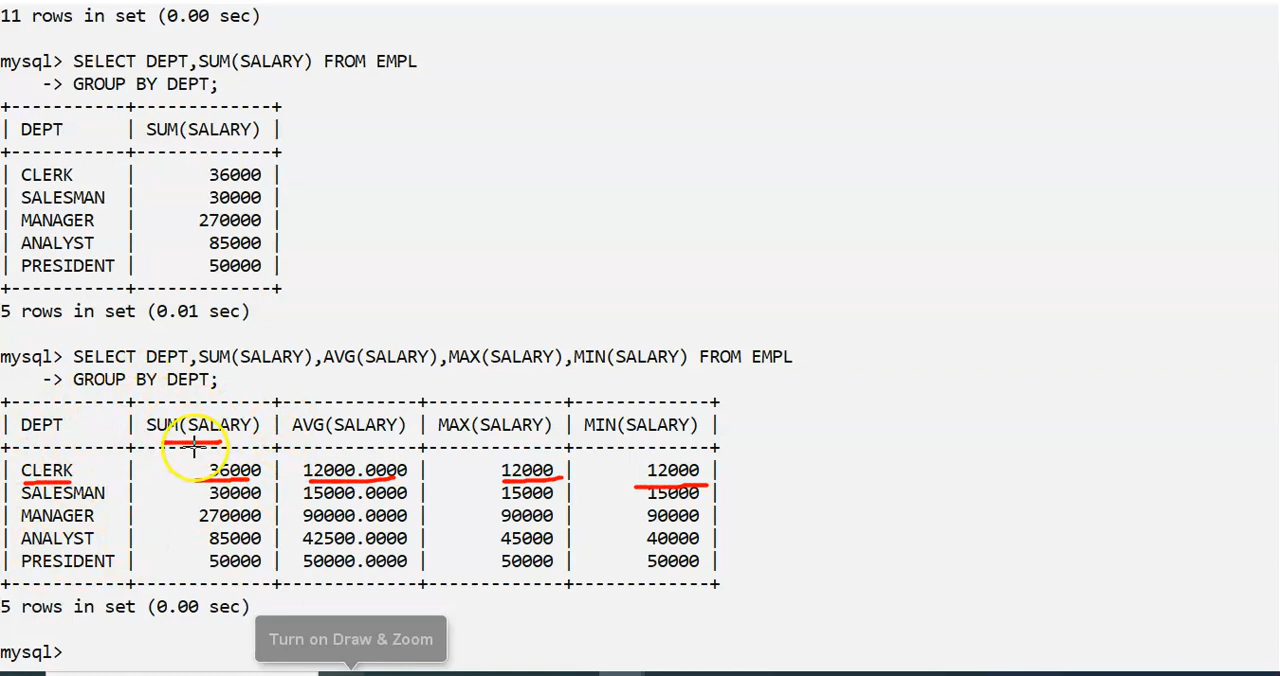 11 rows in set (0.00 sec)
mysql> SELECT DEPT,SUM(SALARY) FROM EMPL
    -> GROUP BY DEPT;
+-----------+-------------+
| DEPT      | SUM(SALARY) |
+-----------+-------------+
| CLERK     |       36000 |
| SALESMAN  |       30000 |
| MANAGER   |      270000 |
| ANALYST   |       85000 |
| PRESIDENT |       50000 |
+-----------+-------------+
5 rows in set (0.01 sec)
mysql> SELECT DEPT,SUM(SALARY),AVG(SALARY),MAX(SALARY),MIN(SALARY) FROM EMPL
    -> GROUP BY DEPT;
+-----------+-------------+-------------+-------------+-------------+
| DEPT      | SUM(SALARY) | AVG(SALARY) | MAX(SALARY) | MIN(SALARY) |
+-----------+-------------+-------------+-------------+-------------+
| CLERK     |       36000 |  12000.0000 |       12000 |       12000 |
| SALESMAN  |       30000 |  15000.0000 |       15000 |       15000 |
| MANAGER   |      270000 |  90000.0000 |       90000 |       90000 |
| ANALYST   |       85000 |  42500.0000 |       45000 |       40000 |
| PRESIDENT |       50000 |  50000.0000 |       50000 |       50000 |
+-----------+-------------+-------------+-------------+-------------+
5 rows in set (0.00 sec)
Turn on Draw & Zoom
mysql>